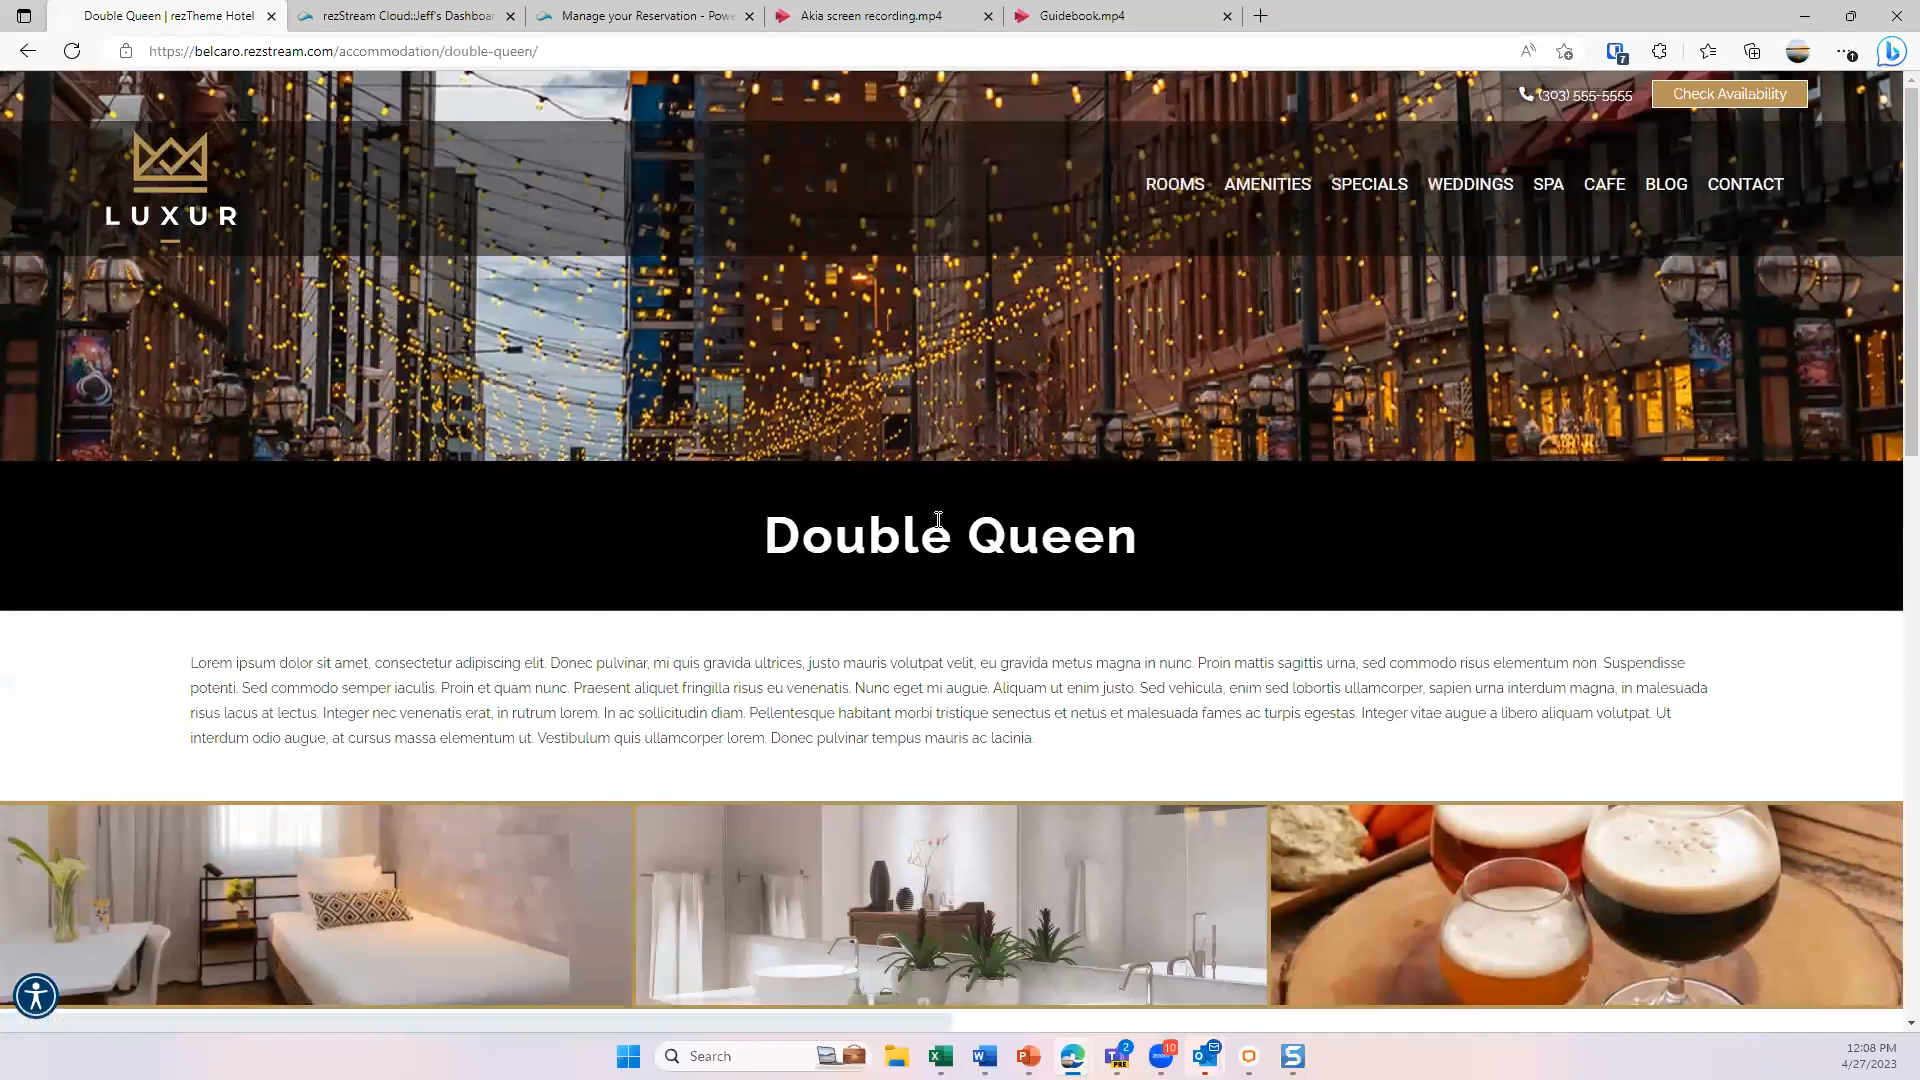 Double Queen | rezTheme Hotel
rezStream Cloud::Jeff's Dashboar
Manage your Reservation - Powe
Akia screen recording.mp4
Guidebook.mp4
https://belcaro.rezstream.com/accommodation/double-queen/
7
1
(303) 555-5555
Check Availability
LUXUR
ROOMS AMENITIES SPECIALS WEDDINGS SPA CAFE BLOG CONTACT
Double Queen
Lorem ipsum dolor sit amet, consectetur adipiscing elit. Donec pulvinar, mi quis gravida ultrices, justo mauris volutpat velit, eu gravida metus magna in nunc. Proin mattis sagittis urna, sed commodo risus elementum non. Suspendisse
potenti. Sed commodo semper iaculis. Proin et quam nunc. Praesent aliquet fringilla risus eu venenatis. Nunc eget mi augue. Aliquam ut enim justo. Sed vehicula, enim sed lobortis ullamcorper, sapien urna interdum magna, in malesuada
risus lacus at lectus. Integer nec venenatis erat, in rutrum lorem. In ac sollicitudin diam. Pellentesque habitant morbi tristique senectus et netus et malesuada fames ac turpis egestas. Integer vitae augue a libero aliquam volutpat. Ut
interdum odio augue, at cursus massa elementum ut. Vestibulum quis ullamcorper lorem. Donec pulvinar tempus mauris ac lacinia.
Search
2
PRE
zoom
10
12:08 PM
4/27/2023